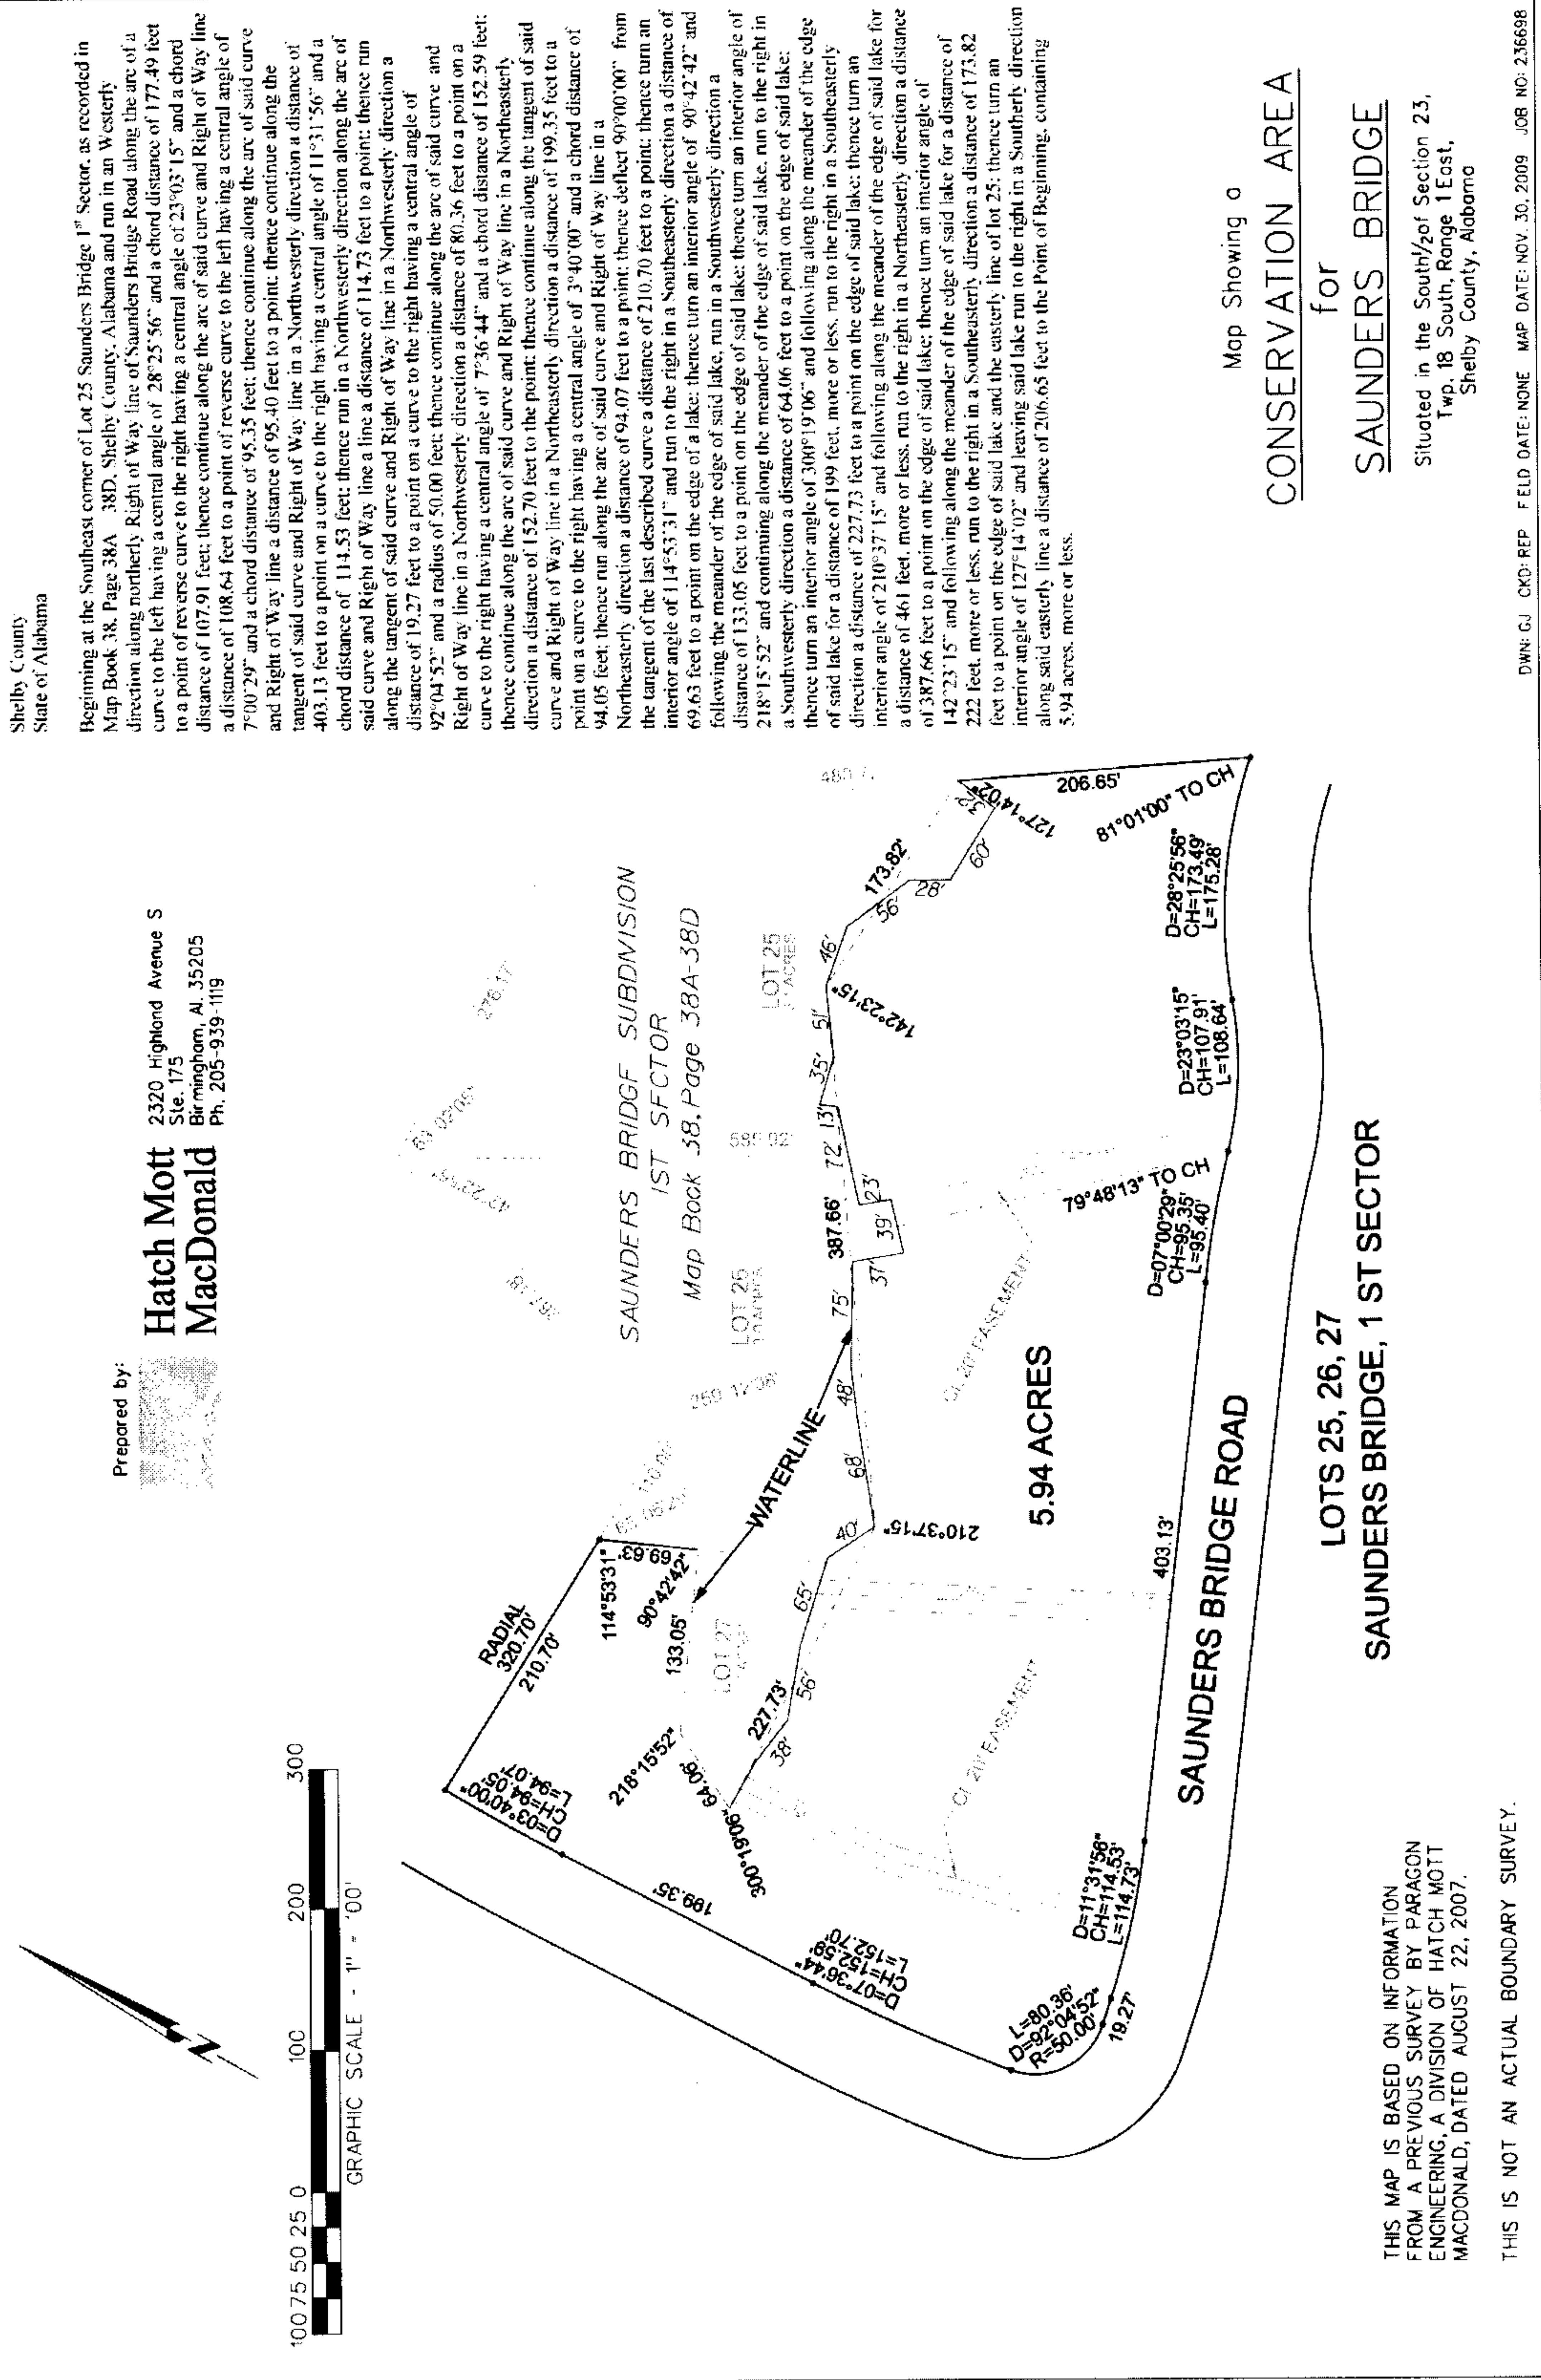 Shelby County
State of Alabama
Beginning at the Southeast corner of Lot 25 Saunders Bridge 1st Sector, as recorded in
Map Book 38, Page 38A 38D, Shelby County, Alabama and run in an Westerly
direction along northerly Right of Way line of Saunders Bridge Road along the arc of a
curve to the left having a central angle of 28°25'56" and a chord distance of 177.49 feet
to a point of reverse curve to the right having a central angle of 23°03'15" and a chord
distance of 107.91 feet; thence continue along the arc of said curve and Right of Way line
a distance of 108.64 feet to a point of reverse curve to the left having a central angle of
7°00'29" and a chord distance of 95.35 feet; thence continue along the arc of said curve
and Right of Way line a distance of 95.40 feet to a point; thence continue along the
tangent of said curve and Right of Way line in a Northwesterly direction a distance of
403.13 feet to a point on a curve to the right having a central angle of 11°31'56" and a
chord distance of 114.53 feet; thence run in a Northwesterly direction along the arc of
said curve and Right of Way line a line a distance of 114.73 feet to a point; thence run
along the tangent of said curve and Right of Way line in a Northwesterly direction a
distance of 19.27 feet to a point on a curve to the right having a central angle of
92°04'52" and a radius of 50.00 feet; thence continue along the arc of said curve and
Right of Way line in a Northwesterly direction a distance of 80.36 feet to a point on a
curve to the right having a central angle of 7°36'44" and a chord distance of 152.59 feet;
thence continue along the arc of said curve and Right of Way line in a Northeasterly
direction a distance of 152.70 feet to the point; thence continue along the tangent of said
curve and Right of Way line in a Northeasterly direction a distance of 199.35 feet to a
point on a curve to the right having a central angle of 3°40'00" and a chord distance of
94.05 feet; thence run along the arc of said curve and Right of Way line in a
Northeasterly direction a distance of 94.07 feet to a point; thence deflect 90°00'00" from
the tangent of the last described curve a distance of 210.70 feet to a point; thence turn an
interior angle of 114°53'31" and run to the right in a Southeasterly direction a distance of
69.63 feet to a point on the edge of a lake; thence turn an interior angle of 90°42'42" and
following the meander of the edge of said lake, run in a Southwesterly direction a
distance of 133.05 feet to a point on the edge of said lake; thence turn an interior angle of
218°15'52" and continuing along the meander of the edge of said lake, run to the right in
a Southwesterly direction a distance of 64.06 feet to a point on the edge of said lake;
thence turn an interior angle of 300°19'06" and following along the meander of the edge
of said lake for a distance of 199 feet, more or less, run to the right in a Southeasterly
direction a distance of 227.73 feet to a point on the edge of said lake; thence turn an
interior angle of 210°37'15" and following along the meander of the edge of said lake for
a distance of 461 feet, more or less, run to the right in a Northeasterly direction a distance
of 387.66 feet to a point on the edge of said lake; thence turn an interior angle of
142°23'15" and following along the meander of the edge of said lake for a distance of
222 feet, more or less, run to the right in a Southeasterly direction a distance of 173.82
feet to a point on the edge of said lake and the easterly line of lot 25; thence turn an
interior angle of 127°14'02" and leaving said lake run to the right in a Southerly direction
along said easterly line a distance of 206.65 feet to the Point of Beginning, containing
5.94 acres, more or less.
Map Showing a
CONSERVATION AREA
for
SAUNDERS BRIDGE
Situated in the South1/2of Section 23,
Twp. 18 South, Range 1 East,
Shelby County, Alabama
DWN: GJ CKD: REP FIELD DATE: NONE MAP DATE: NOV. 30, 2009 JOB NO: 236698
Prepared by:
Hatch Mott
MacDonald
2320 Highland Avenue S
Ste. 175
Birmingham, Al. 35205
Ph. 205-939-1119
N
100 75 50 25 0 100 200 300
GRAPHIC SCALE - 1" = '00'
SAUNDERS BRIDGE SUBDIVISION
1ST SECTOR
Map Book 38, Page 38A-38D
LOT 25
LOT 26
LOT 27
WATERLINE
5.94 ACRES
CL 20' EASEMENT
CL 20' EASEMENT
RADIAL
320.70'
210.70'
114°53'31"
69.63'
90°42'42"
133.05'
218°15'52"
64.06'
300°19'06"
227.73'
38'
56'
65'
40'
210°37'15"
68'
48'
75'
37'
39'
23'
387.66'
72'
13'
35'
51'
142°23'15"
46'
56'
173.82'
28'
60'
127°14'02"
206.65'
81°01'00" TO CH
D=28°25'56"
CH=173.49'
L=175.28'
D=23°03'15"
CH=107.91'
L=108.64'
79°48'13" TO CH
D=07°00'29"
CH=95.35'
L=95.40'
403.13'
D=11°31'56"
CH=114.53'
L=114.73'
19.27'
L=80.36'
D=92°04'52"
R=50.00'
D=07°36'44"
CH=152.59'
L=152.70'
199.35'
D=03°40'00"
CH=94.05'
L=94.07'
SAUNDERS BRIDGE ROAD
LOTS 25, 26, 27
SAUNDERS BRIDGE, 1 ST SECTOR
THIS MAP IS BASED ON INFORMATION
FROM A PREVIOUS SURVEY BY PARAGON
ENGINEERING, A DIVISION OF HATCH MOTT
MACDONALD, DATED AUGUST 22, 2007.
THIS IS NOT AN ACTUAL BOUNDARY SURVEY.